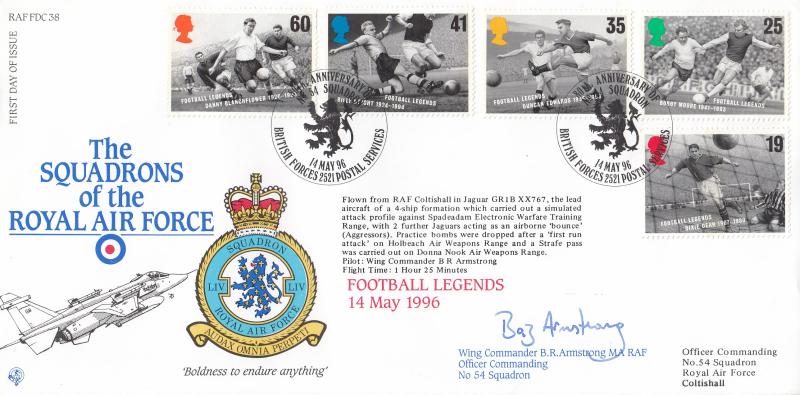 RAF FDC 38
FIRST DAY OF ISSUE
60
FOOTBALL LEGENDS
DANNY BLANCHFLOWER 1926-1993
41
FOOTBALL LEGENDS
BILLY WRIGHT 1924-1994
35
FOOTBALL LEGENDS
DUNCAN EDWARDS 1936-1958
25
FOOTBALL LEGENDS
BOBBY MOORE 1941-1993
19
FOOTBALL LEGENDS
DIXIE DEAN 1907-1980
ANNIVERSARY OF
54 SQUADRON
14 MAY 96
BRITISH FORCES 2521 POSTAL SERVICES
ANNIVERSARY OF
SQUADRON
14 MAY 96
BRITISH FORCES 2521 POSTAL SERVICES
The
SQUADRONS
of the
ROYAL AIR FORCE
SQUADRON
LIV LIV
ROYAL AIR FORCE
AUDAX OMNIA PERPETI
'Boldness to endure anything'
Flown from RAF Coltishall in Jaguar GR1B XX767, the lead
aircraft of a 4-ship formation which carried out a simulated
attack profile against Spadeadam Electronic Warfare Training
Range, with 2 further Jaguars acting as an airborne 'bounce'
(Aggressors). Practice bombs were dropped after a 'first run
attack' on Holbeach Air Weapons Range and a Strafe pass
was carried out on Donna Nook Air Weapons Range.
Pilot: Wing Commander B R Armstrong
Flight Time: 1 Hour 25 Minutes
FOOTBALL LEGENDS
14 May 1996
Baz Armstrong
Wing Commander B.R.Armstrong MA RAF
Officer Commanding
No 54 Squadron
Officer Commanding
No.54 Squadron
Royal Air Force
Coltishall